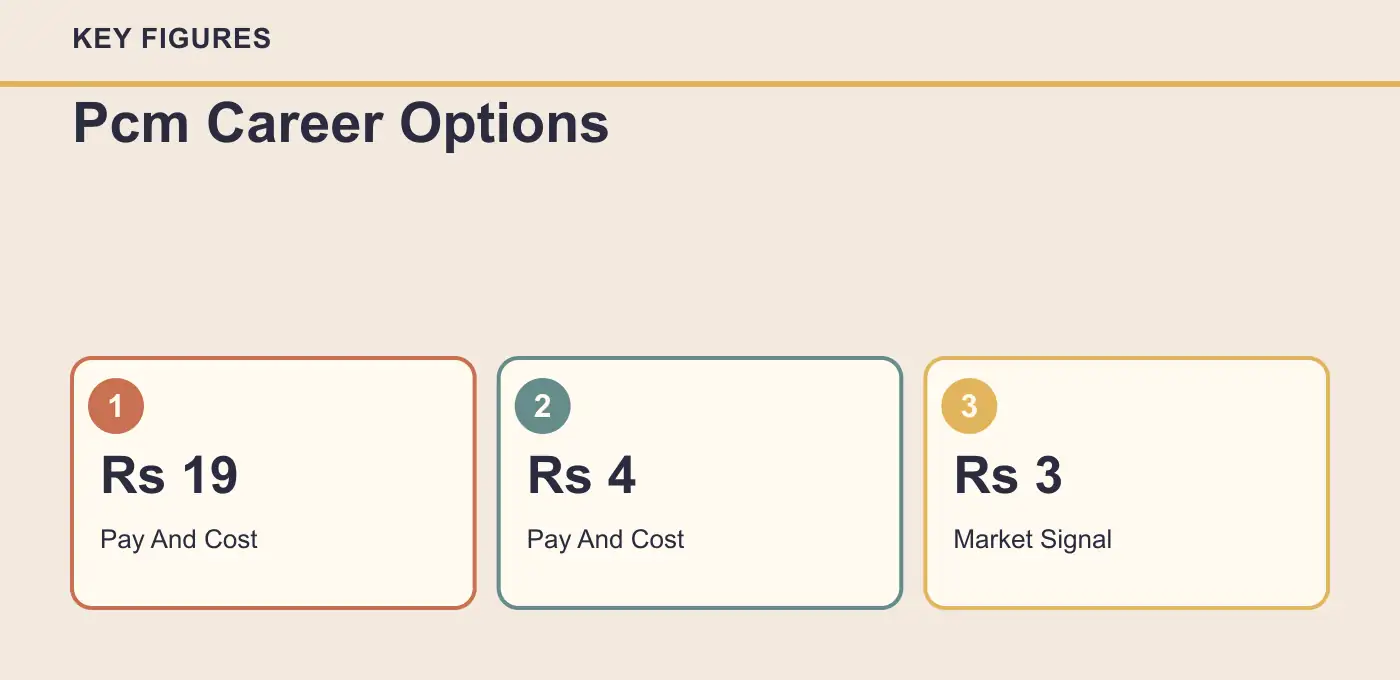 KEY FIGURES
Pcm Career Options
1
Rs 19
Pay And Cost
2
Rs 4
Pay And Cost
3
Rs 3
Market Signal